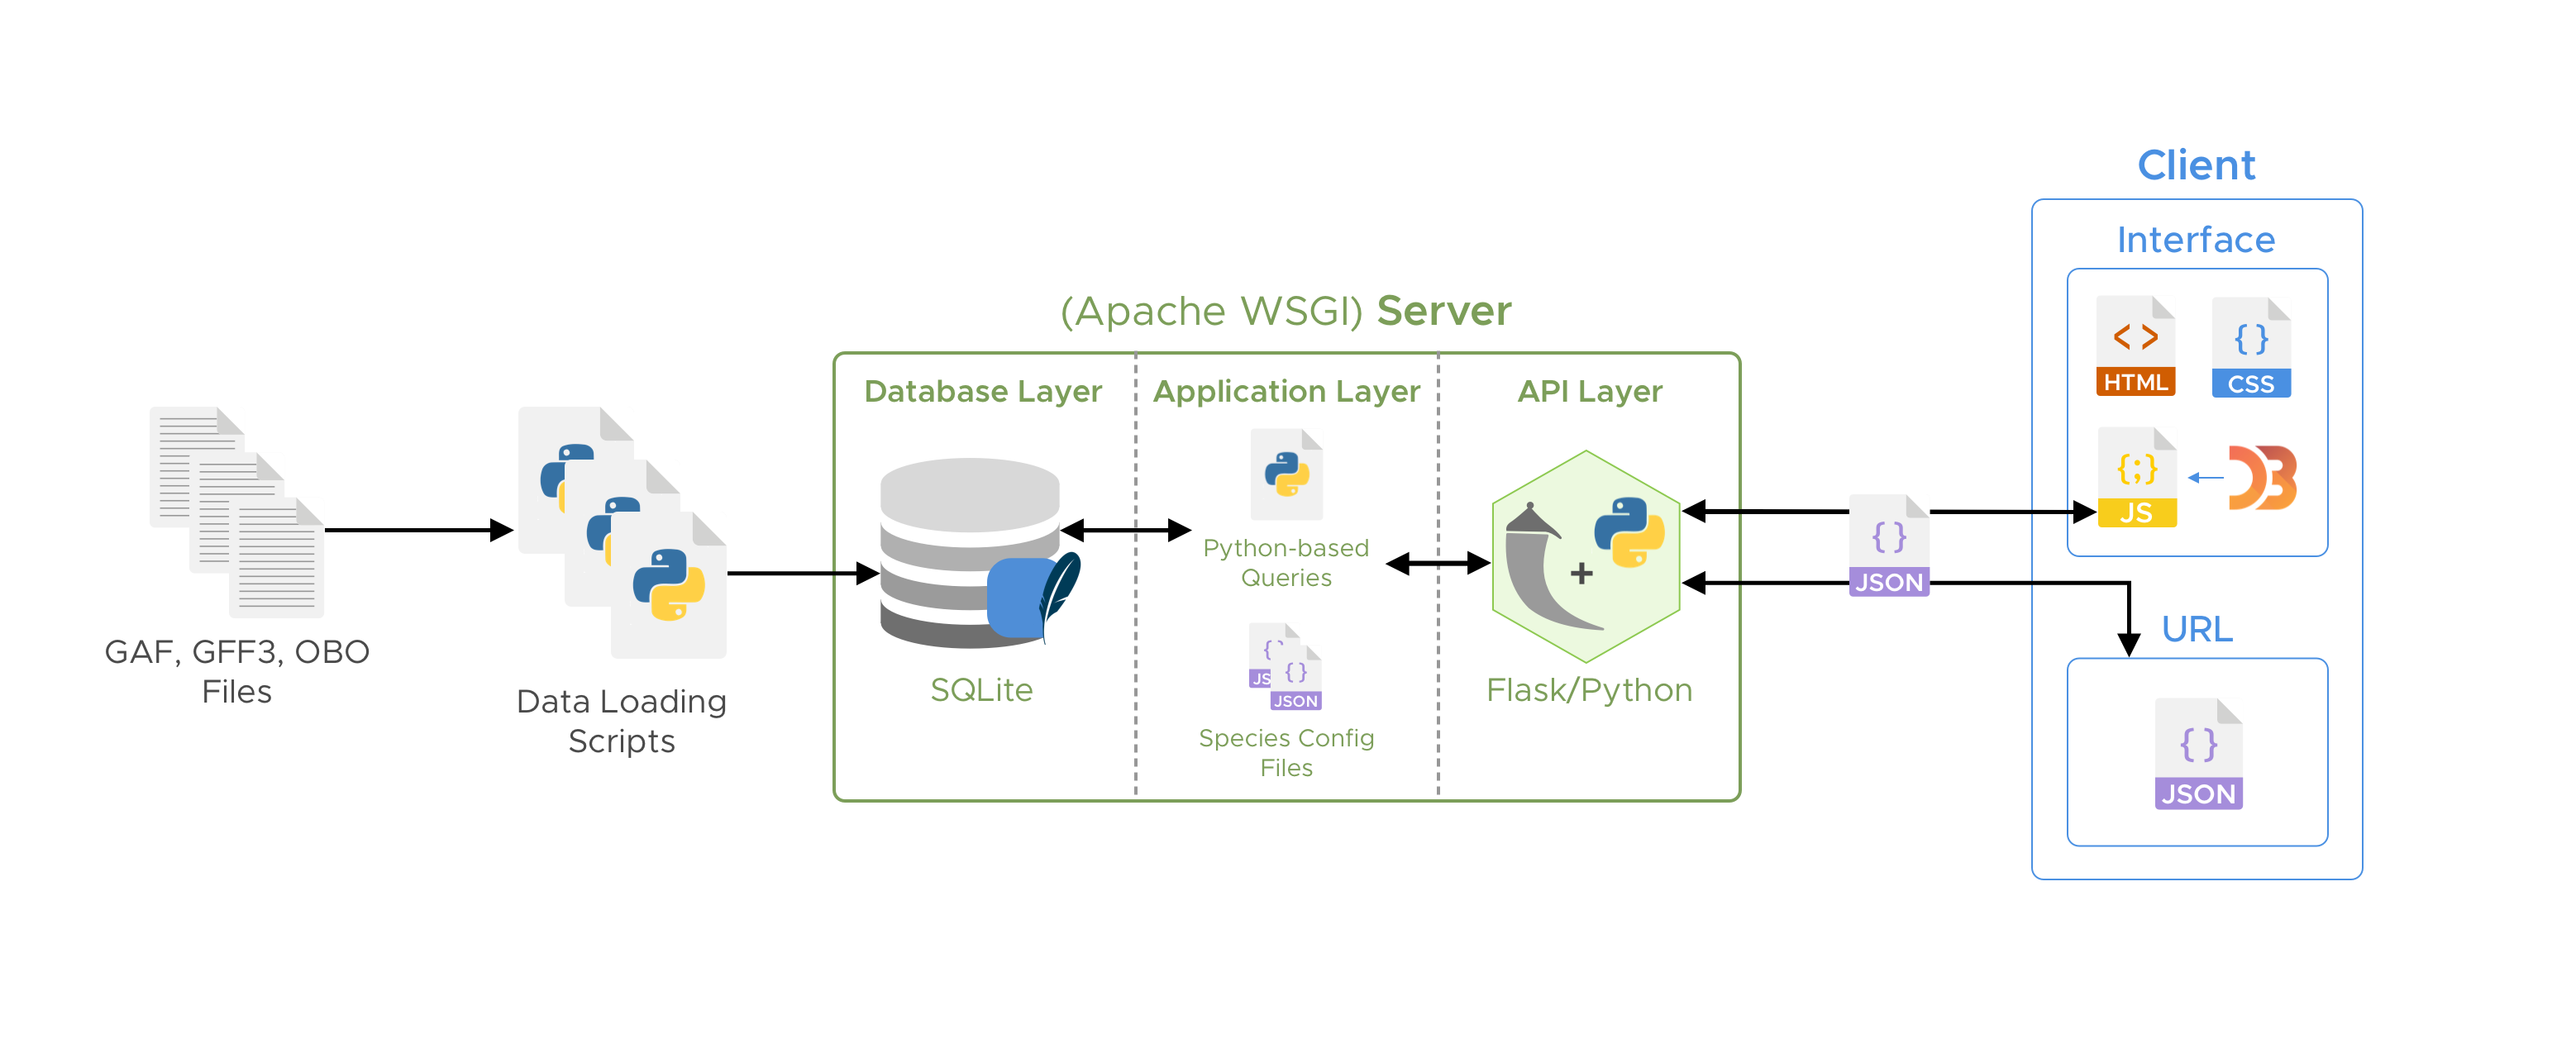 Client
Interface
<>
HTML
{}
CSS
{;}
JS
(Apache WSGI) Server
Database Layer
Application Layer
API Layer
GAF, GFF3, OBO
Files
Data Loading
Scripts
SQLite
Python-based
Queries
{}
JS
{}
JSON
Species Config
Files
+
Flask/Python
{}
JSON
URL
{}
JSON